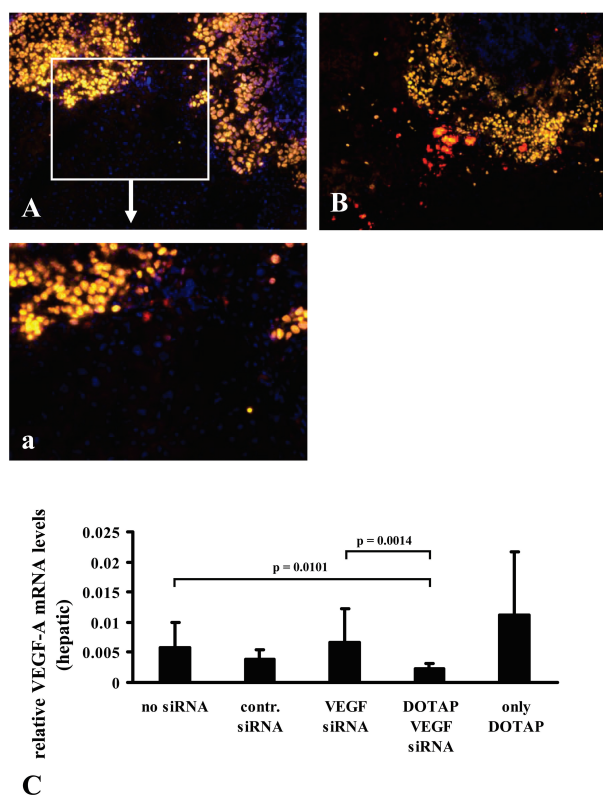 A
B
a
relative VEGF-A mRNA levels
(hepatic)
0.025
0.02
0.015
0.01
0.005
0
p = 0.0014
p = 0.0101
no siRNA
contr.
siRNA
VEGF
siRNA
DOTAP
VEGF
siRNA
only
DOTAP
C